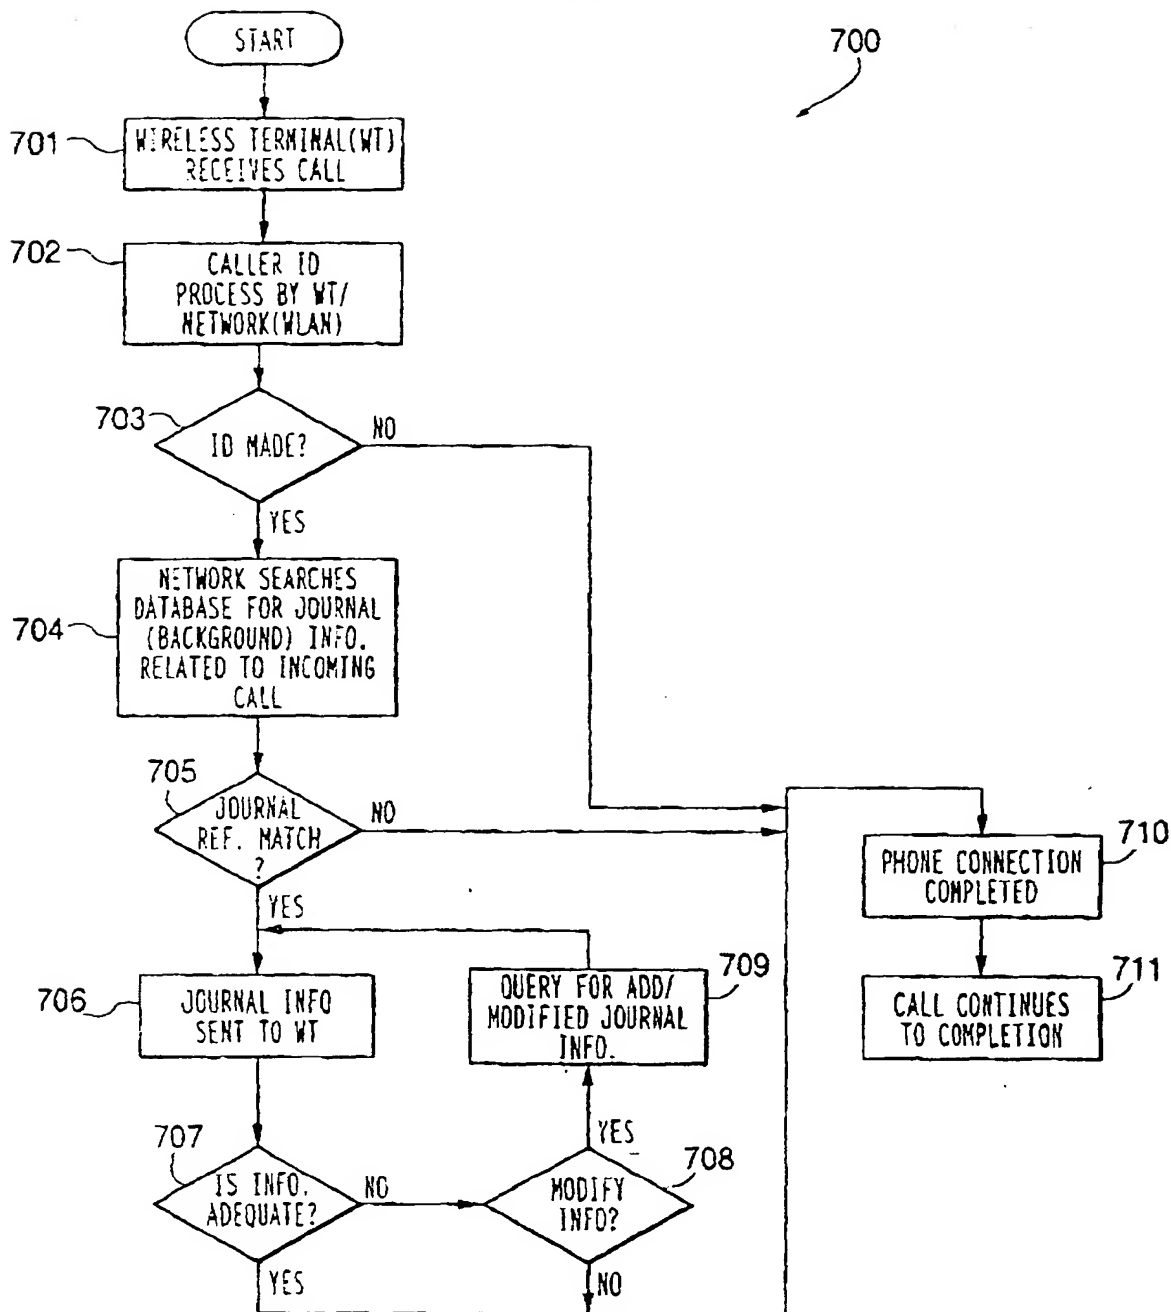 START
700
701
WIRELESS TERMINAL(WT)
RECEIVES CALL
702
CALLER ID
PROCESS BY WT/
NETWORK(WLAN)
703
ID MADE?
NO
YES
704
NETWORK SEARCHES
DATABASE FOR JOURNAL
(BACKGROUND) INFO.
RELATED TO INCOMING
CALL
705
JOURNAL
REF. MATCH
?
NO
YES
710
PHONE CONNECTION
COMPLETED
706
JOURNAL INFO
SENT TO WT
709
QUERY FOR ADD/
MODIFIED JOURNAL
INFO.
711
CALL CONTINUES
TO COMPLETION
707
IS INFO.
ADEQUATE?
NO
YES
708
MODIFY
INFO?
YES
NO